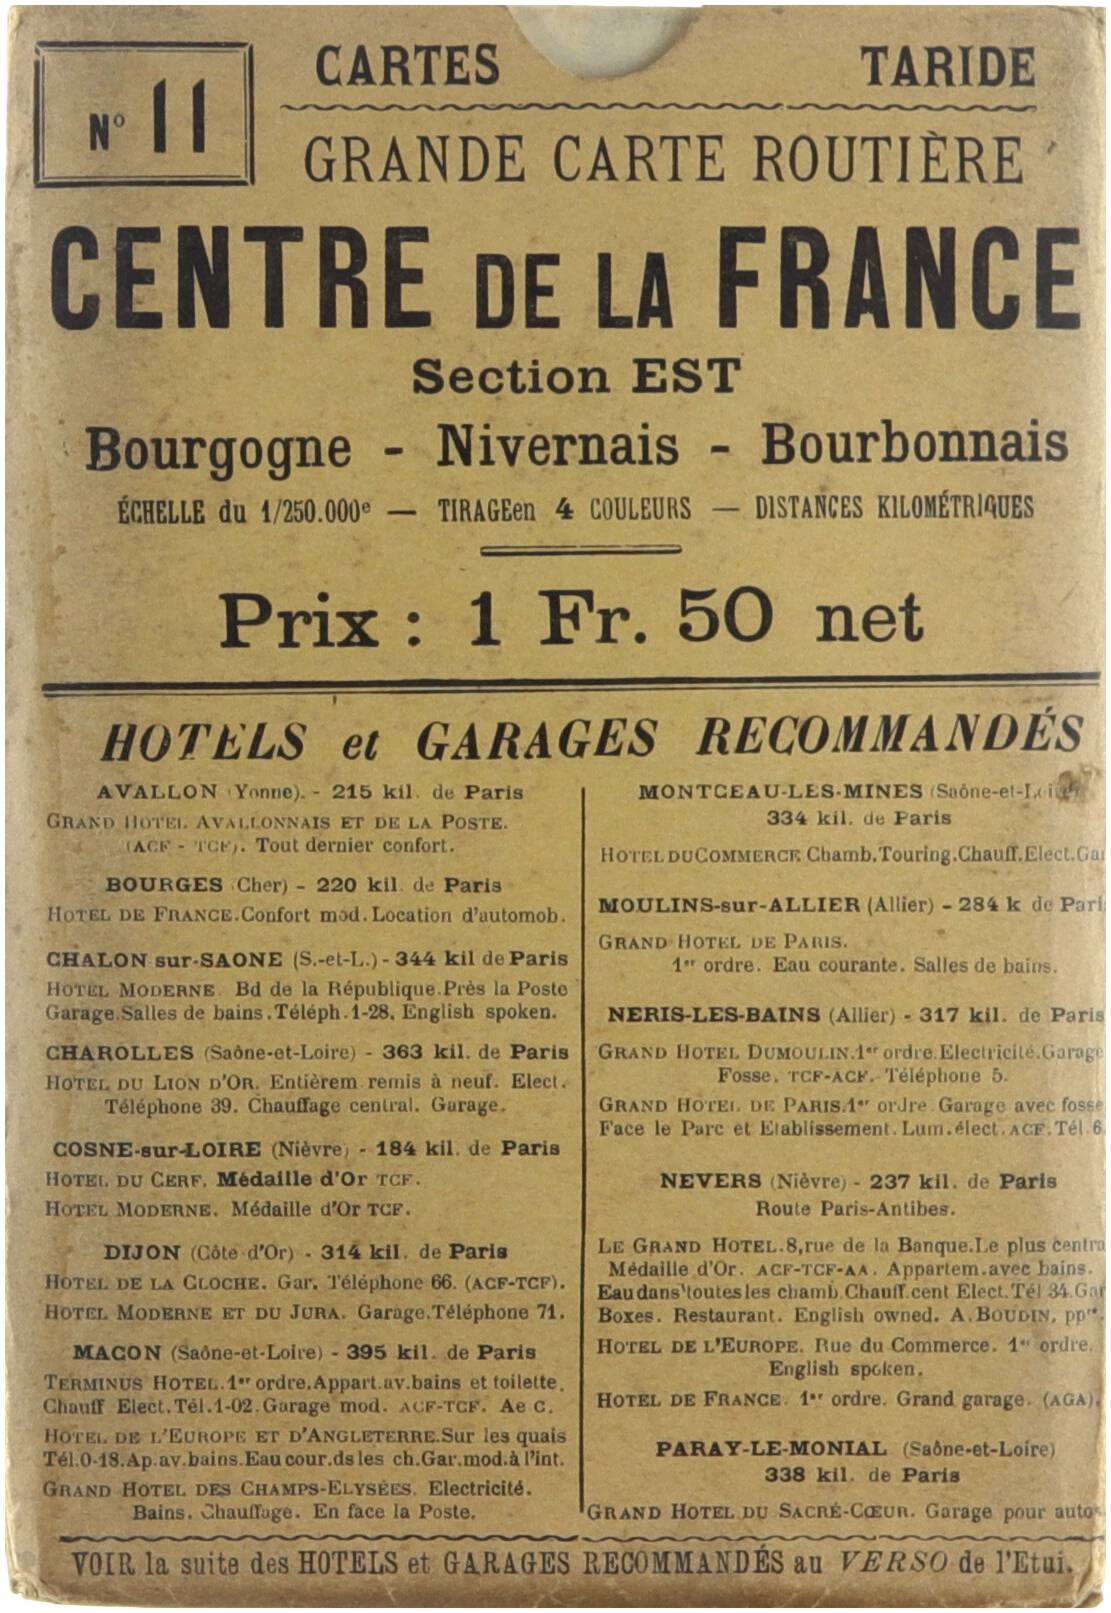 N° 11
CARTES TARIDE
GRANDE CARTE ROUTIÈRE
CENTRE DE LA FRANCE
Section EST
Bourgogne - Nivernais - Bourbonnais
ÉCHELLE du 1/250.000e — TIRAGE en 4 COULEURS — DISTANCES KILOMÉTRIQUES
Prix : 1 Fr. 50 net
HOTELS et GARAGES RECOMMANDÉS
AVALLON (Yonne). - 215 kil. de Paris
GRAND HOTEL AVALLONNAIS ET DE LA POSTE.
(ACF - TCF). Tout dernier confort.
BOURGES (Cher) - 220 kil. de Paris
HOTEL DE FRANCE. Confort mod. Location d'automob.
CHALON sur-SAONE (S.-et-L.) - 344 kil de Paris
HOTEL MODERNE. Bd de la République. Près la Poste
Garage. Salles de bains. Téléph. 1-28. English spoken.
CHAROLLES (Saône-et-Loire) - 363 kil. de Paris
HOTEL DU LION D'OR. Entièrem remis à neuf. Elect.
Téléphone 39. Chauffage central. Garage.
COSNE-sur-LOIRE (Nièvre) - 184 kil. de Paris
HOTEL DU CERF. Médaille d'Or TCF.
HOTEL MODERNE. Médaille d'Or TCF.
DIJON (Côte d'Or) - 314 kil. de Paris
HOTEL DE LA CLOCHE. Gar. Téléphone 66. (ACF-TCF).
HOTEL MODERNE ET DU JURA. Garage. Téléphone 71.
MACON (Saône-et-Loire) - 395 kil. de Paris
TERMINUS HOTEL. 1er ordre. Appart. av. bains et toilette.
Chauff Elect. Tél. 1-02. Garage mod. ACF-TCF. Ae C.
HOTEL DE L'EUROPE ET D'ANGLETERRE. Sur les quais
Tél. 0-18. Ap. av. bains. Eau cour. ds les ch. Gar. mod. à l'int.
GRAND HOTEL DES CHAMPS-ELYSÉES. Electricité.
Bains. Chauffage. En face la Poste.
MONTCEAU-LES-MINES (Saône-et-Loire)
334 kil. de Paris
HOTEL DU COMMERCE Chamb. Touring. Chauff. Elect. Gar
MOULINS-sur-ALLIER (Allier) - 284 k de Pari
GRAND HOTEL DE PARIS.
1er ordre. Eau courante. Salles de bains.
NERIS-LES-BAINS (Allier) - 317 kil. de Paris
GRAND HOTEL DUMOULIN. 1er ordre. Electricité. Garage
Fosse. TCF-ACF. Téléphone 5.
GRAND HOTEL DE PARIS. 1er ordre Garage avec fosse
Face le Parc et Etablissement. Lum. élect. ACF. Tél. 6.
NEVERS (Nièvre) - 237 kil. de Paris
Route Paris-Antibes.
LE GRAND HOTEL. 8, rue de la Banque. Le plus centra
Médaille d'Or. ACF-TCF-AA. Appartem. avec bains.
Eau dans toutes les chamb. Chauff. cent Elect. Tél 34. Gar
Boxes. Restaurant. English owned. A. BOUDIN, ppre.
HOTEL DE L'EUROPE. Rue du Commerce. 1er ordre.
English spoken.
HOTEL DE FRANCE. 1er ordre. Grand garage. (AGA).
PARAY-LE-MONIAL (Saône-et-Loire)
338 kil. de Paris
GRAND HOTEL DU SACRÉ-CŒUR. Garage pour autos
VOIR la suite des HOTELS et GARAGES RECOMMANDÉS au VERSO de l'Etui.